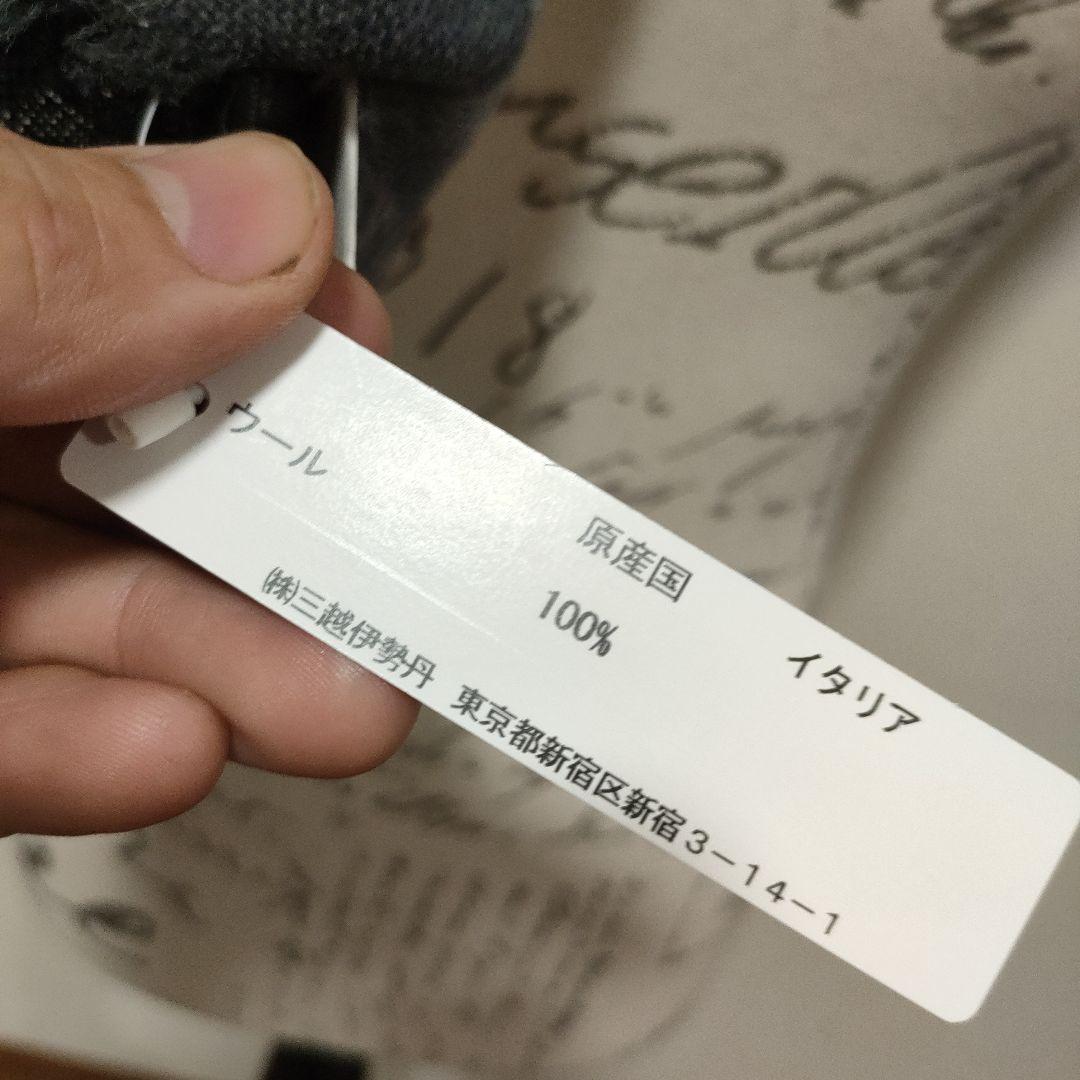 原産国 イタリア
ウール 100%
㈱三越伊勢丹 東京都新宿区新宿3-14-1
18